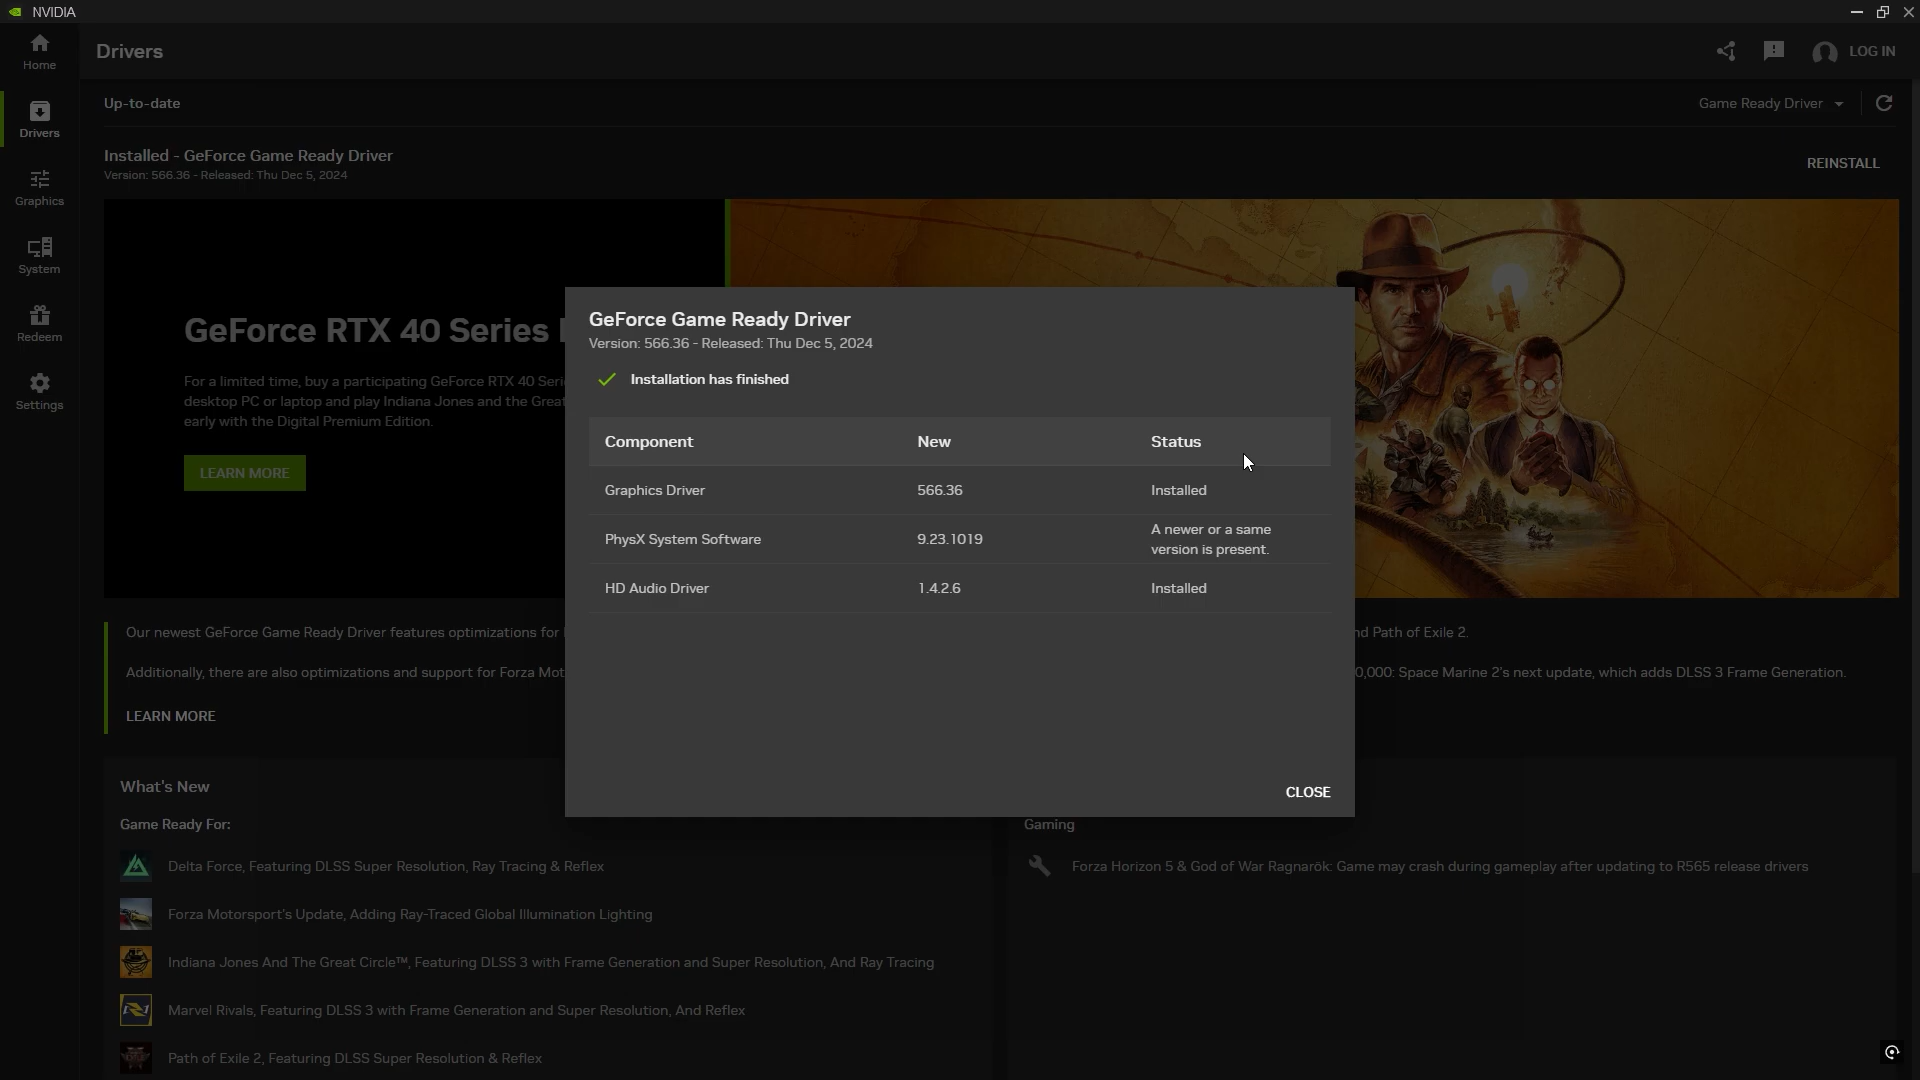 NVIDIA
Home
Drivers
Graphics
System
Redeem
Settings
Drivers
LOG IN
Up-to-date
Game Ready Driver
Installed - GeForce Game Ready Driver
Version: 566.36 - Released: Thu Dec 5, 2024
REINSTALL
GeForce RTX 40 Series
For a limited time, buy a participating GeForce RTX 40 Seri
desktop PC or laptop and play Indiana Jones and the Great
early with the Digital Premium Edition.
LEARN MORE
GeForce Game Ready Driver
Version: 566.36 - Released: Thu Dec 5, 2024
Installation has finished
Component New Status
Graphics Driver 566.36 Installed
PhysX System Software 9.23.1019 A newer or a same
version is present.
HD Audio Driver 1.4.2.6 Installed
CLOSE
Our newest GeForce Game Ready Driver features optimizations for
nd Path of Exile 2.
Additionally, there are also optimizations and support for Forza Mot
0,000: Space Marine 2's next update, which adds DLSS 3 Frame Generation.
LEARN MORE
What's New
Game Ready For:
Delta Force, Featuring DLSS Super Resolution, Ray Tracing & Reflex
Forza Motorsport's Update, Adding Ray-Traced Global Illumination Lighting
Indiana Jones And The Great Circle™, Featuring DLSS 3 with Frame Generation and Super Resolution, And Ray Tracing
Marvel Rivals, Featuring DLSS 3 with Frame Generation and Super Resolution, And Reflex
Path of Exile 2, Featuring DLSS Super Resolution & Reflex
Gaming
Forza Horizon 5 & God of War Ragnarök: Game may crash during gameplay after updating to R565 release drivers